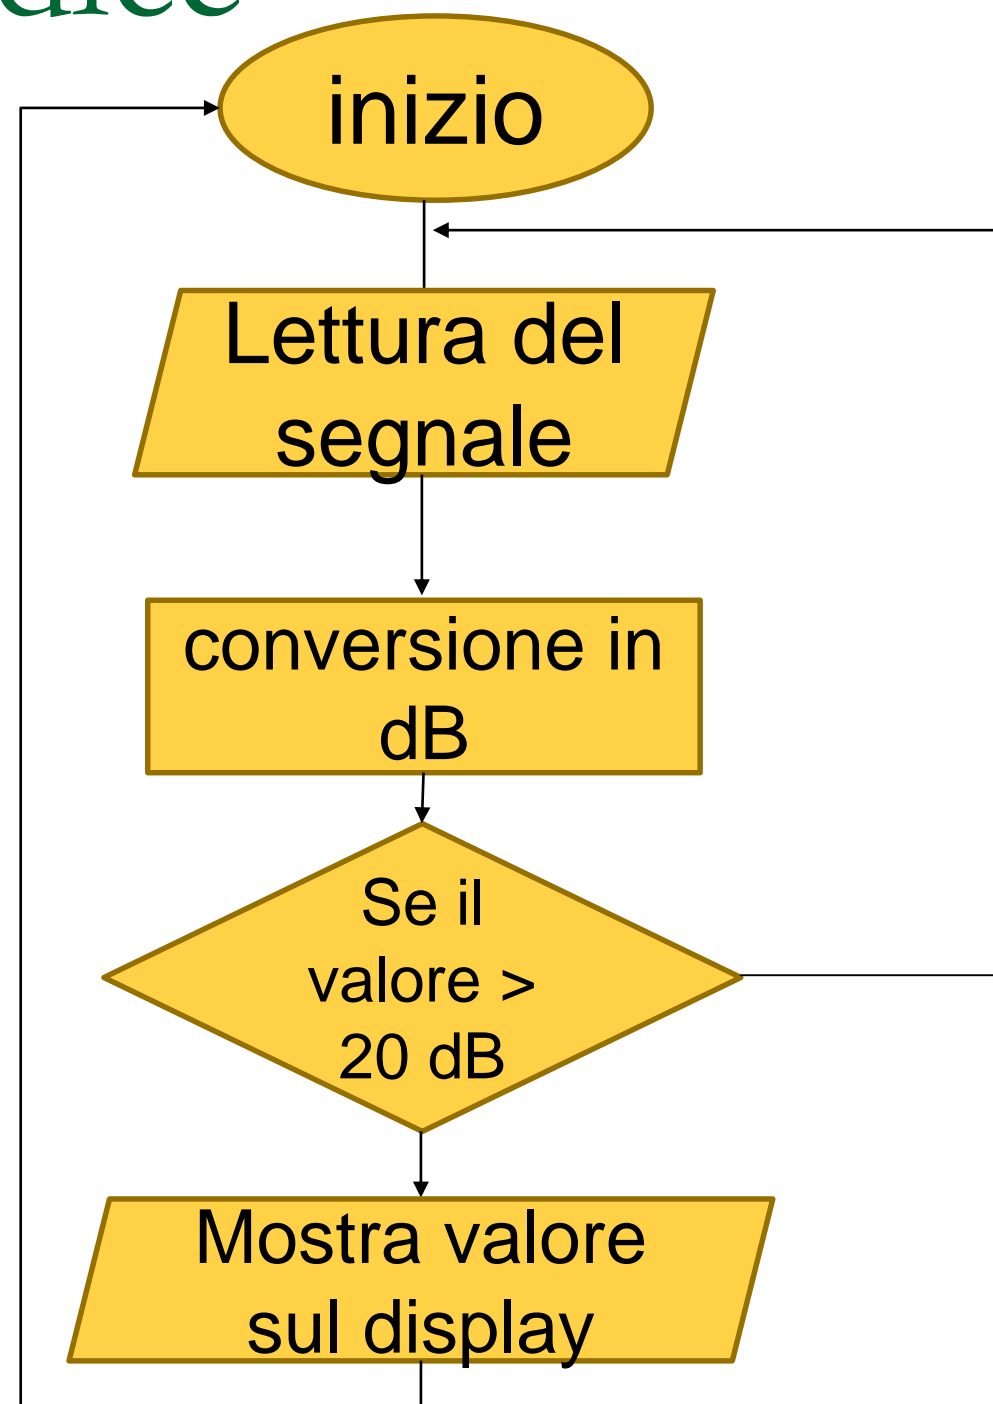 inizio
Lettura del
segnale
conversione in
dB
Se il
valore >
20 dB
Mostra valore
sul display